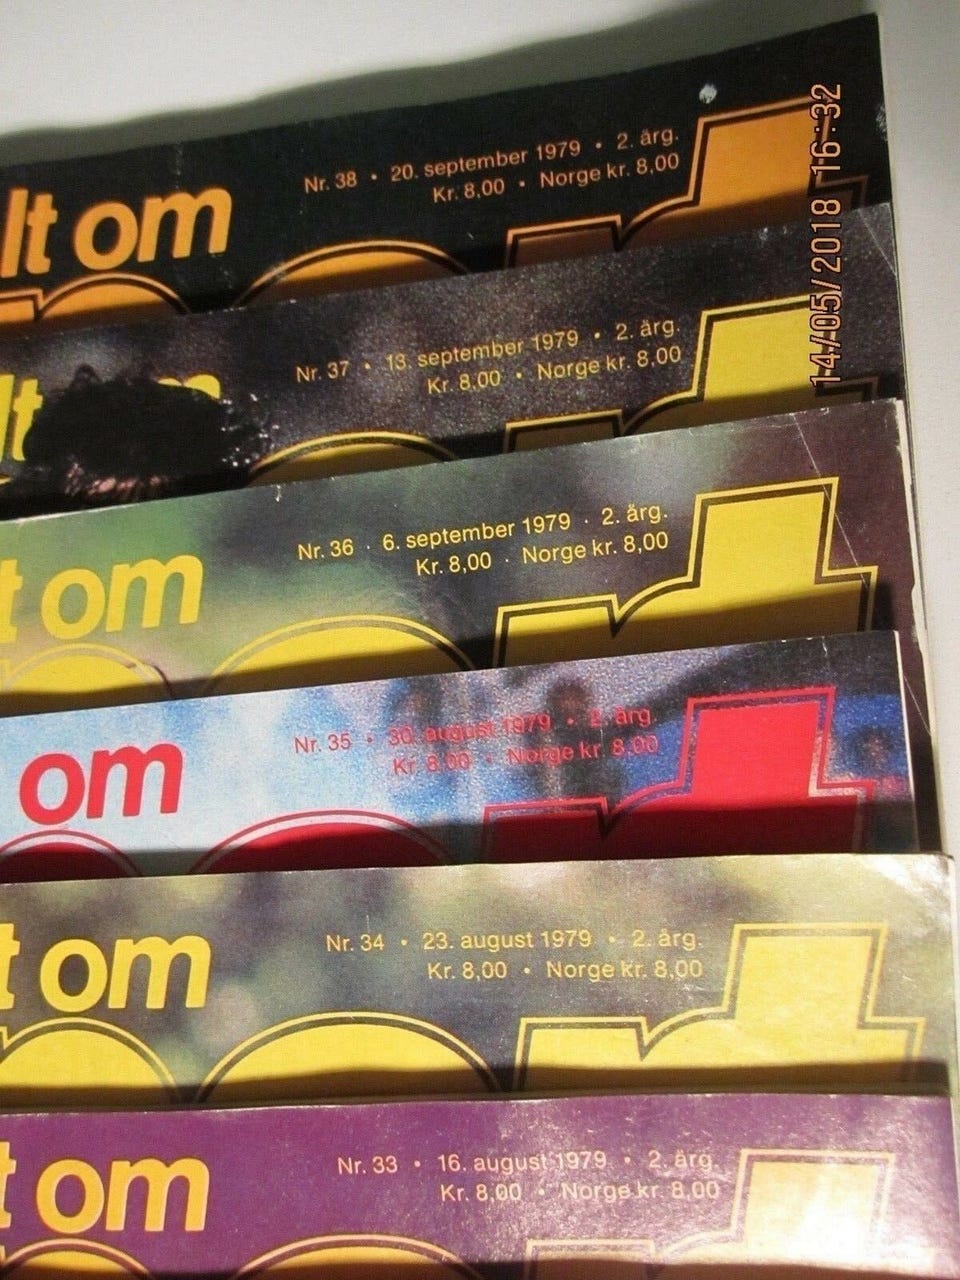 lt om
Nr. 38 • 20. september 1979 • 2. årg.
Kr. 8,00 • Norge kr. 8,00
14/05/2018 16:32
lt
Nr. 37 • 13. september 1979 • 2. årg.
Kr. 8,00 • Norge kr. 8,00
t om
Nr. 36 · 6. september 1979 · 2. årg.
Kr. 8,00 · Norge kr. 8,00
om
Nr. 35 • 30. august 1979 • 2. årg.
Kr. 8,00 • Norge kr. 8,00
t om
Nr. 34 • 23. august 1979 • 2. årg.
Kr. 8,00 • Norge kr. 8,00
t om
Nr. 33 • 16. august 1979 • 2. årg.
Kr. 8,00 • Norge kr. 8,00